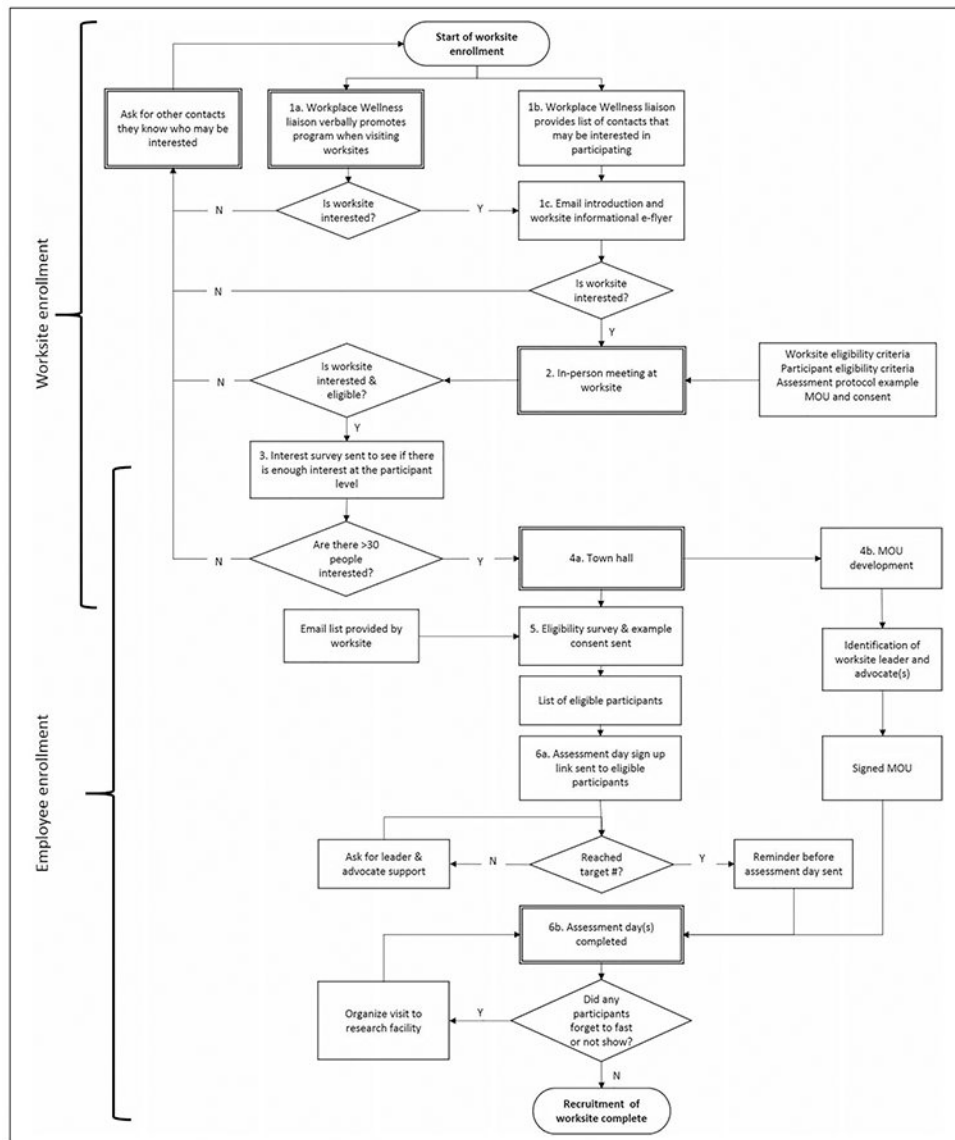 Start of worksite
enrollment
Ask for other contacts
they know who may be
interested
1a. Workplace Wellness
liaison verbally promotes
program when visiting
worksites
1b. Workplace Wellness liaison
provides list of contacts that
may be interested in
participating
N
Is worksite
interested?
Y
1c. Email introduction and
worksite informational e-flyer
N
Is worksite
interested?
Y
Worksite enrollment
N
Is worksite
interested &
eligible?
2. In-person meeting at
worksite
Worksite eligibility criteria
Participant eligibility criteria
Assessment protocol example
MOU and consent
Y
3. Interest survey sent to see if there
is enough interest at the participant
level
N
Are there >30
people
interested?
Y
4a. Town hall
4b. MOU
development
Email list provided by
worksite
5. Eligibility survey & example
consent sent
Identification of
worksite leader and
advocate(s)
List of eligible participants
Employee enrollment
6a. Assessment day sign up
link sent to eligible
participants
Signed MOU
Ask for leader &
advocate support
N
Reached
target #?
Y
Reminder before
assessment day sent
6b. Assessment day(s)
completed
Organize visit to
research facility
Y
Did any
participants
forget to fast
or not show?
N
Recruitment of
worksite complete